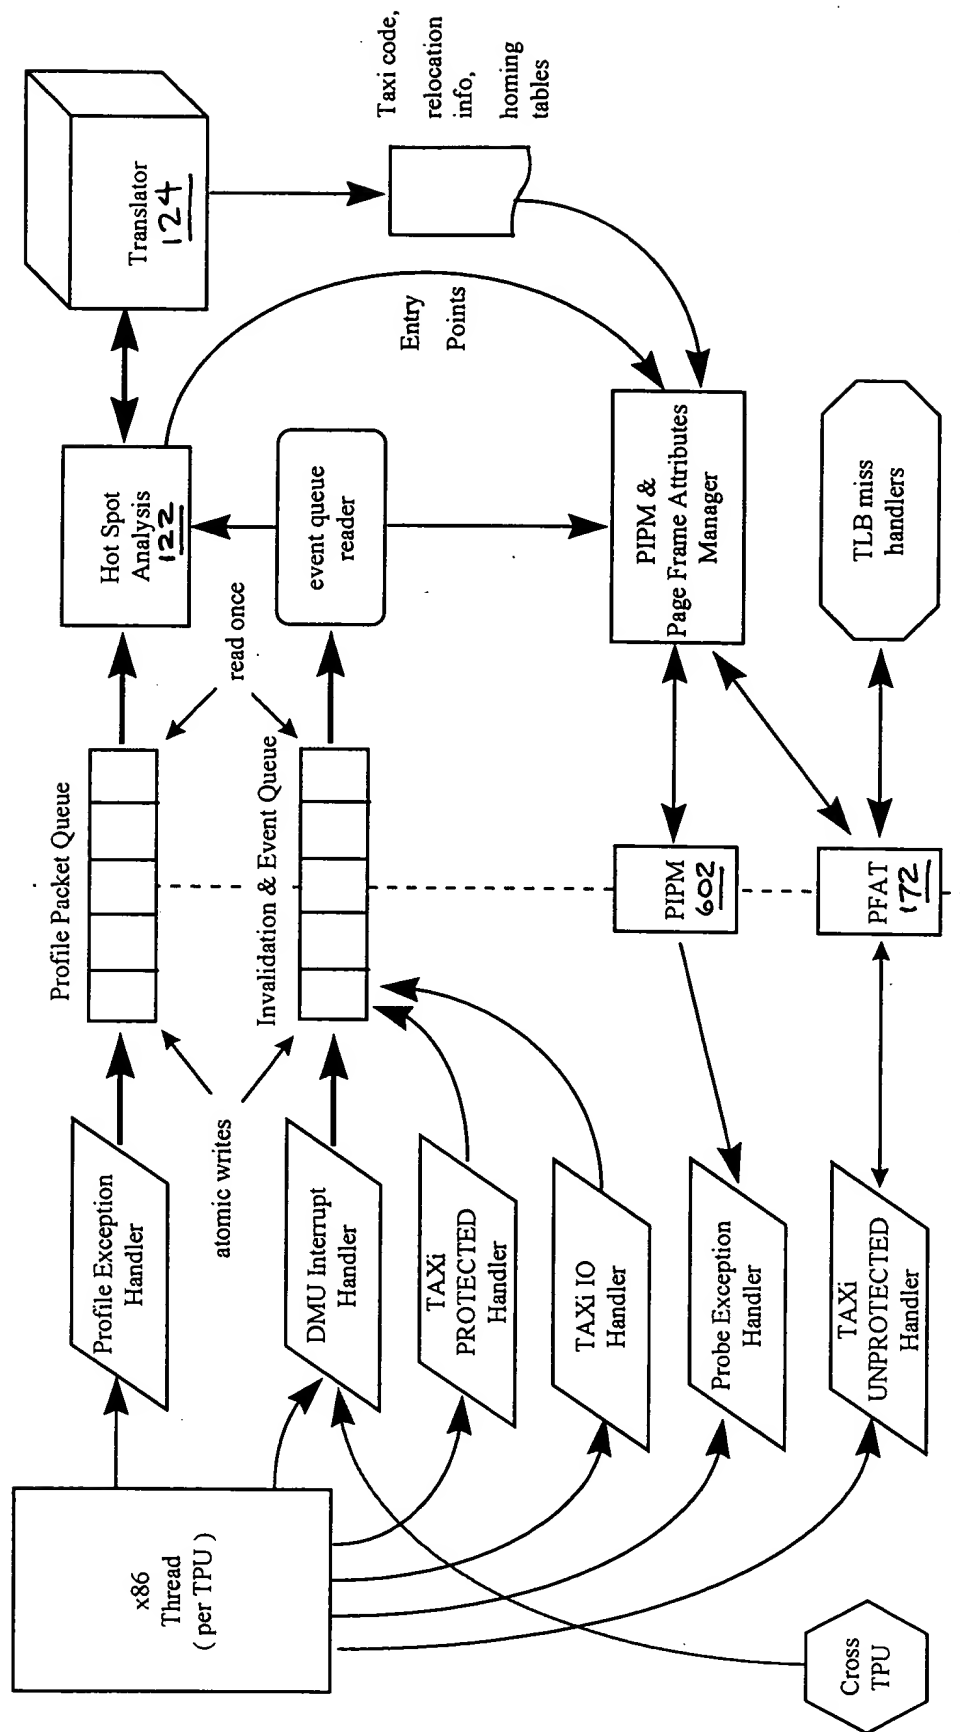 x86
Thread
( per TPU )
Cross
TPU
Profile Exception
Handler
DMU Interrupt
Handler
TAXi
PROTECTED
Handler
TAXi IO
Handler
Probe Exception
Handler
TAXi
UNPROTECTED
Handler
atomic writes
Profile Packet Queue
Invalidation & Event Queue
PIPM
602
PFAT
172
read once
Hot Spot
Analysis
122
event queue
reader
PIPM &
Page Frame Attributes
Manager
TLB miss
handlers
Entry
Points
Translator
124
Taxi code,
relocation
info,
homing
tables